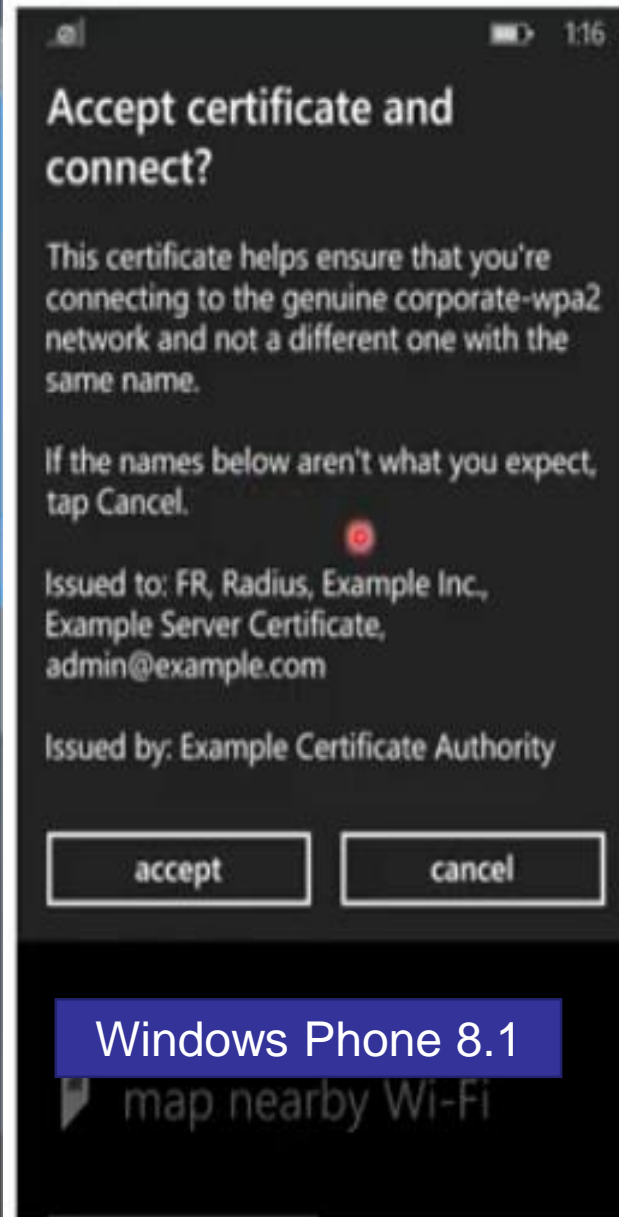 1:16
Accept certificate and
connect?
This certificate helps ensure that you're
connecting to the genuine corporate-wpa2
network and not a different one with the
same name.
If the names below aren't what you expect,
tap Cancel.
Issued to: FR, Radius, Example Inc.,
Example Server Certificate,
admin@example.com
Issued by: Example Certificate Authority
accept cancel
Windows Phone 8.1
map nearby Wi-Fi